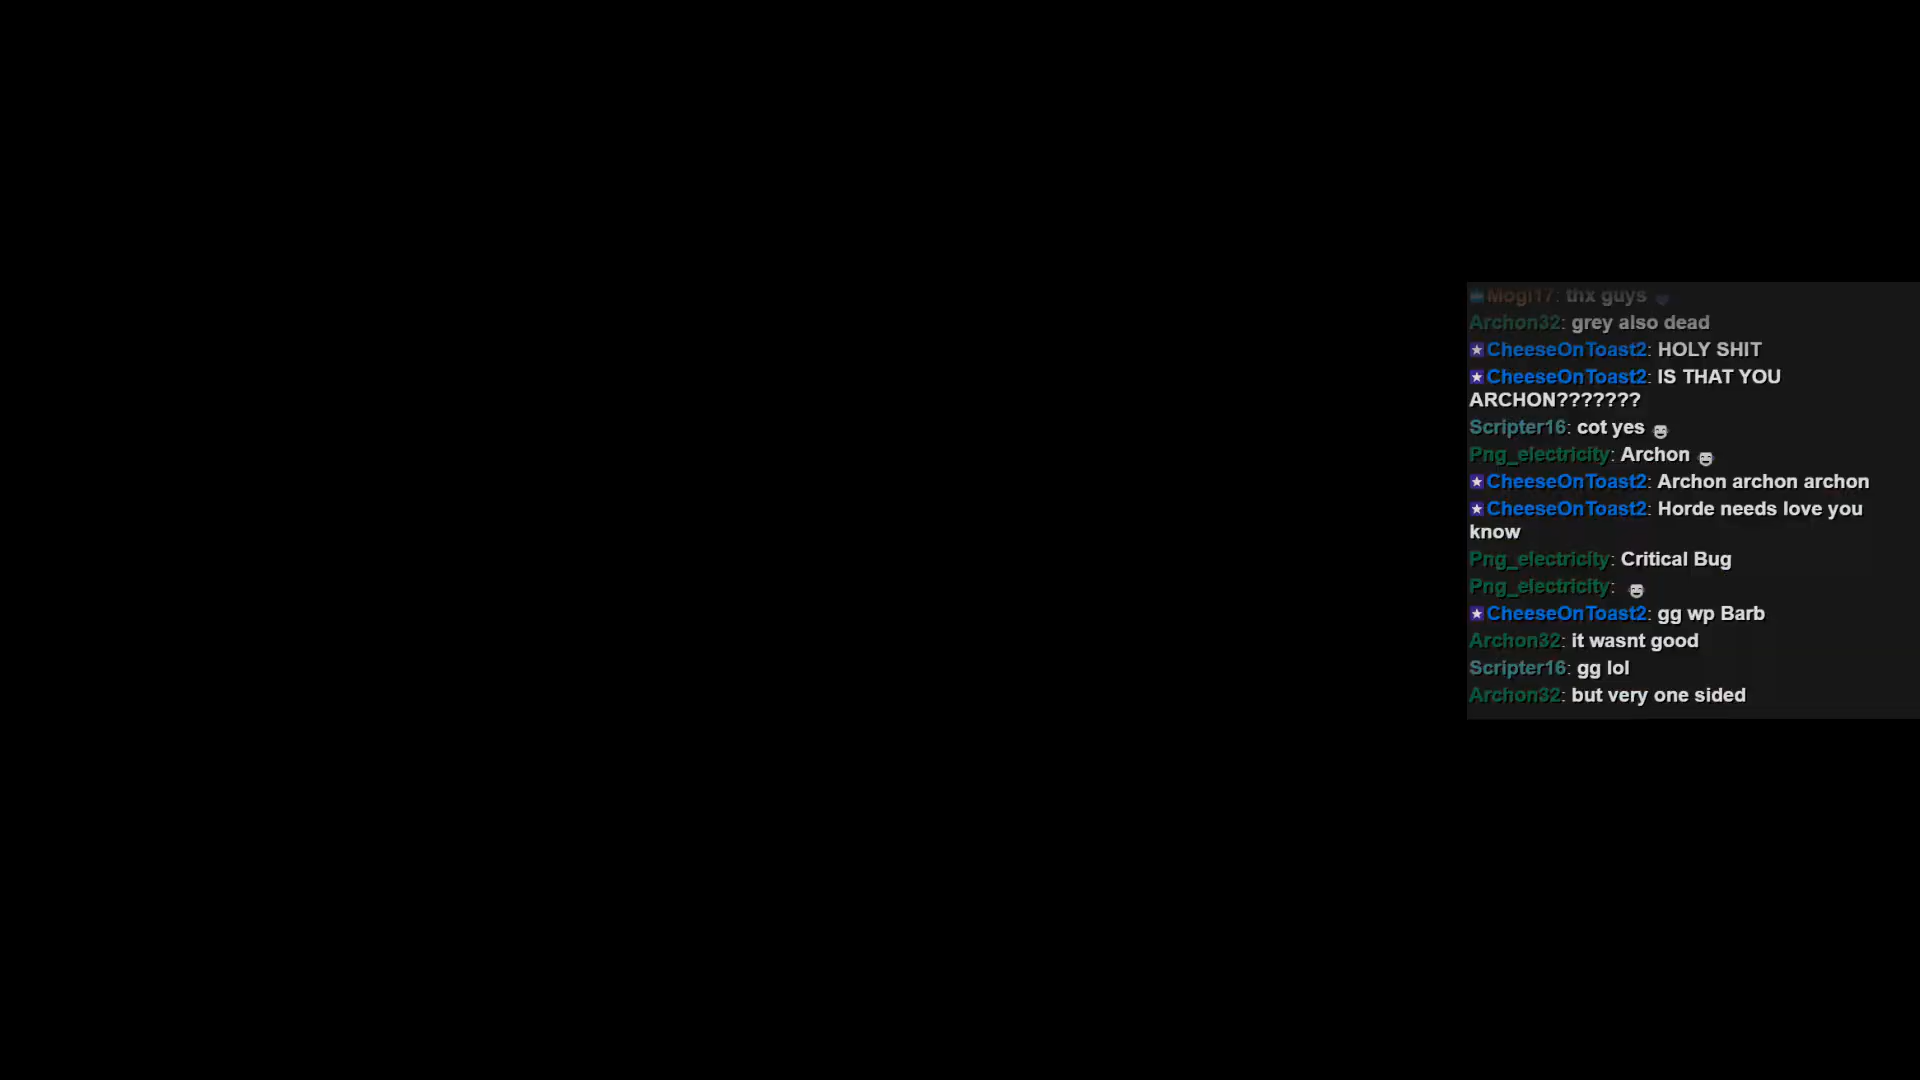 Mogi17: thx guys
Archon32: grey also dead
CheeseOnToast2: HOLY SHIT
CheeseOnToast2: IS THAT YOU
ARCHON???????
Scripter16: cot yes
Png_electricity: Archon
CheeseOnToast2: Archon archon archon
CheeseOnToast2: Horde needs love you
know
Png_electricity: Critical Bug
Png_electricity:
CheeseOnToast2: gg wp Barb
Archon32: it wasnt good
Scripter16: gg lol
Archon32: but very one sided